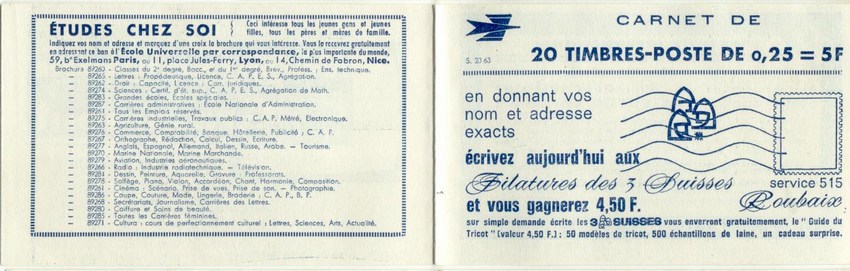 ÉTUDES CHEZ SOI
Ceci intéresse tous les jeunes gens et jeunes
filles, tous les pères et mères de famille.
Indiquez vos nom et adresse et marquez d'une croix la brochure qui vous intéresse. Vous la recevrez gratuitement
en adressant ce bon à l'École Universelle par correspondance, la plus importante du monde,
59, bd Exelmans Paris, ou 11, place Jules-Ferry, Lyon, ou 14, Chemin de Fabron, Nice.
Brochure 89260 - Classes du 2e degré, Bacc., et du 1er degré, Brev., Profess. ; Ens. technique.
— 89265 - Lettres : Propédeutique, Licence, C. A. P. E. S., Agrégation.
— Droit : Capacité, Licence : Carr. juridiques.
— 89274 - Sciences : Certif. d'ét. sup., C. A. P. E. S., Agrégation de Math.
— 89283 - Grandes écoles, Écoles spéciales.
— 89287 - Carrières administratives : École Nationale d'Administration.
— Tous les Emplois réservés.
— 89275 - Carrières industrielles, Travaux publics : C.A.P., Métré, Électronique.
— 89263 - Agriculture, Génie rural.
— 89276 - Commerce, Comptabilité, Banque, Hôtellerie, Publicité ; C. A. P.
— 89267 - Orthographe, Rédaction, Calcul, Dessin, Écriture.
— 89277 - Anglais, Espagnol, Allemand, Italien, Russe, Arabe. — Tourisme.
— 89270 - Marine Nationale, Marine Marchande.
— 89279 - Aviation, Industries aéronautiques.
— 89266 - Radio : Industrie radiotechnique. — Télévision.
— Dessin, Peinture, Aquarelle, Gravure : Professorats.
— Solfège, Piano, Violon, Accordéon, Chant, Harmonie, Composition.
— 89261 - Cinéma : Scénario, Prise de vues, Prise de son. — Photographie.
— Coupe, Couture, Mode, Lingerie, Broderie : C. A. P., B. P.
— 89268 - Secrétariats, Journalisme, Carrières des Lettres.
— 89280 - Coiffure et Soins de beauté.
— 89285 - Toutes les Carrières féminines.
— 89271 - Cultura : cours de perfectionnement culturel : Lettres, Sciences, Arts, Actualité.
CARNET DE
S. 23 63
20 TIMBRES-POSTE DE 0,25 = 5F
en donnant vos
nom et adresse
exacts
écrivez aujourd'hui aux
Filatures des 3 Suisses
service 515
et vous gagnerez 4,50 F.
Roubaix
sur simple demande écrite les 3 SUISSES vous enverront gratuitement, le "Guide du
Tricot" (valeur 4,50 F.) : 50 modèles de tricot, 500 échantillons de laine, un cadeau surprise.